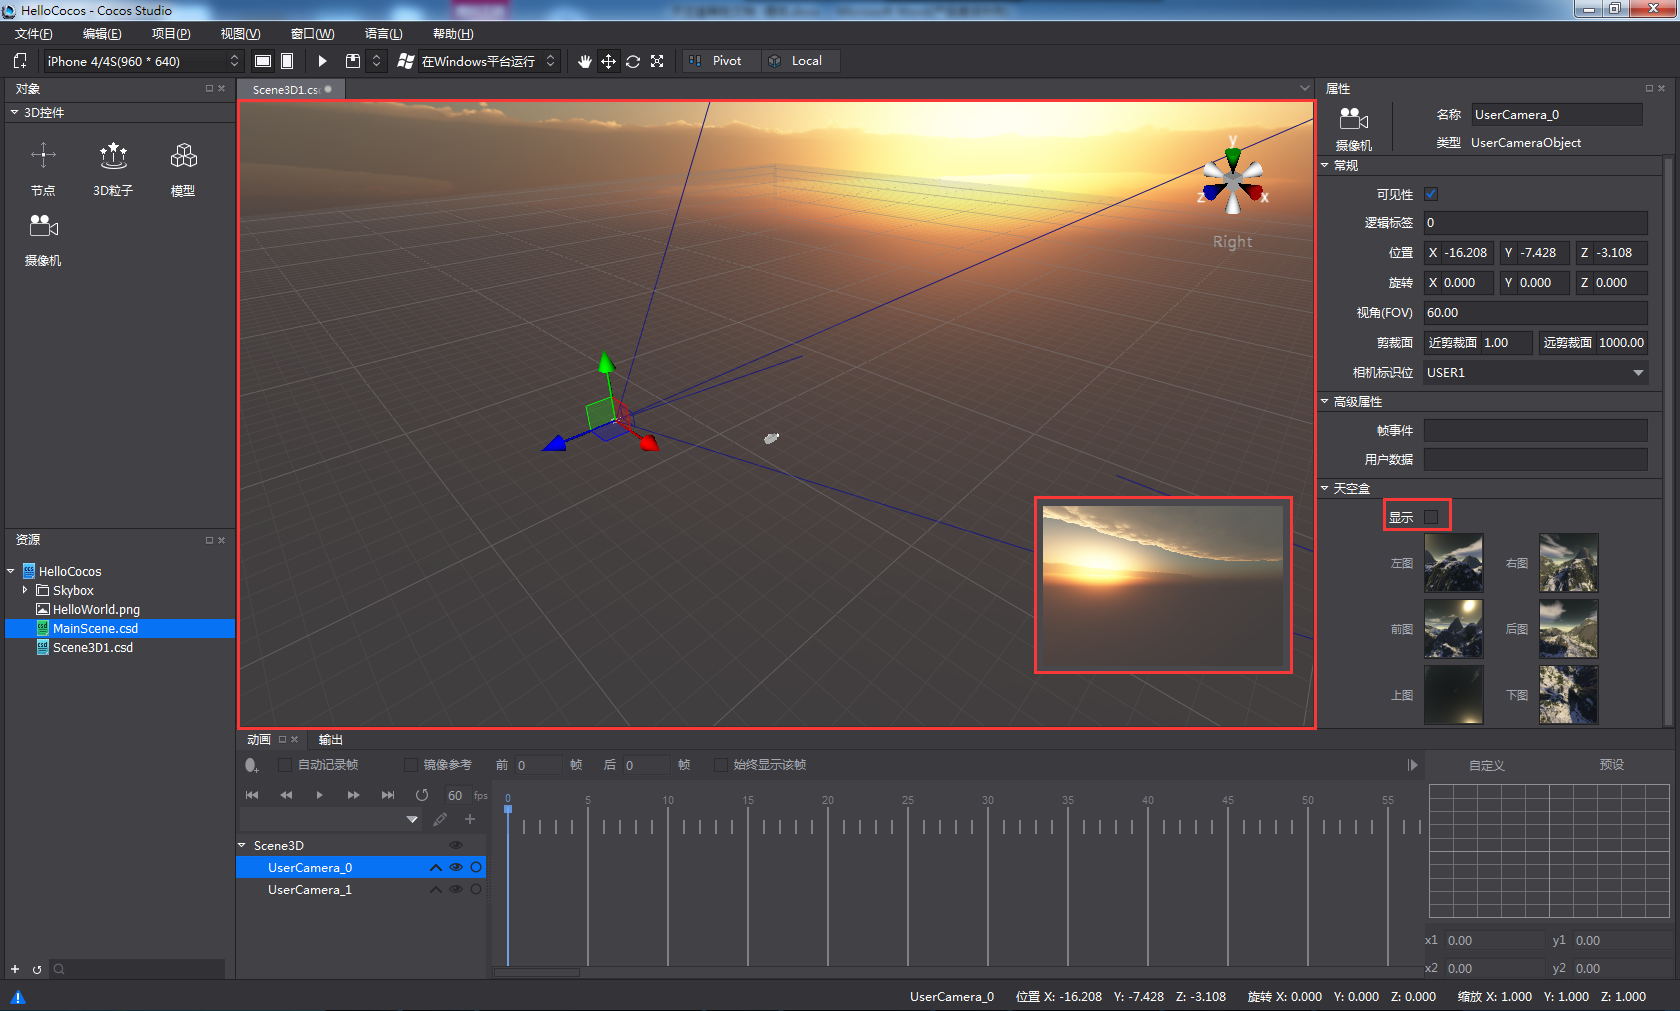 HelloCocos - Cocos Studio
文件(F) 编辑(E) 项目(P) 视图(V) 窗口(W) 语言(L) 帮助(H)
iPhone 4/4S(960 * 640) 在Windows平台运行 Pivot Local
对象
3D控件
节点 3D粒子 模型
摄像机
Scene3D1.csd
y
z x
Right
属性
摄像机
名称 UserCamera_0
类型 UserCameraObject
常规
可见性
逻辑标签 0
位置 X -16.208 Y -7.428 Z -3.108
旋转 X 0.000 Y 0.000 Z 0.000
视角(FOV) 60.00
剪裁面 近剪裁面 1.00 远剪裁面 1000.00
相机标识位 USER1
高级属性
帧事件
用户数据
天空盒
显示
左图 右图
前图 后图
上图 下图
资源
HelloCocos
Skybox
HelloWorld.png
MainScene.csd
Scene3D1.csd
动画 输出
自动记录帧 镜像参考 前 0 帧 后 0 帧 始终显示该帧
60 fps
0 5 10 15 20 25 30 35 40 45 50 55
Scene3D
UserCamera_0
UserCamera_1
自定义 预设
x1 0.00 y1 0.00
x2 0.00 y2 0.00
UserCamera_0 位置 X: -16.208 Y: -7.428 Z: -3.108 旋转 X: 0.000 Y: 0.000 Z: 0.000 缩放 X: 1.000 Y: 1.000 Z: 1.000